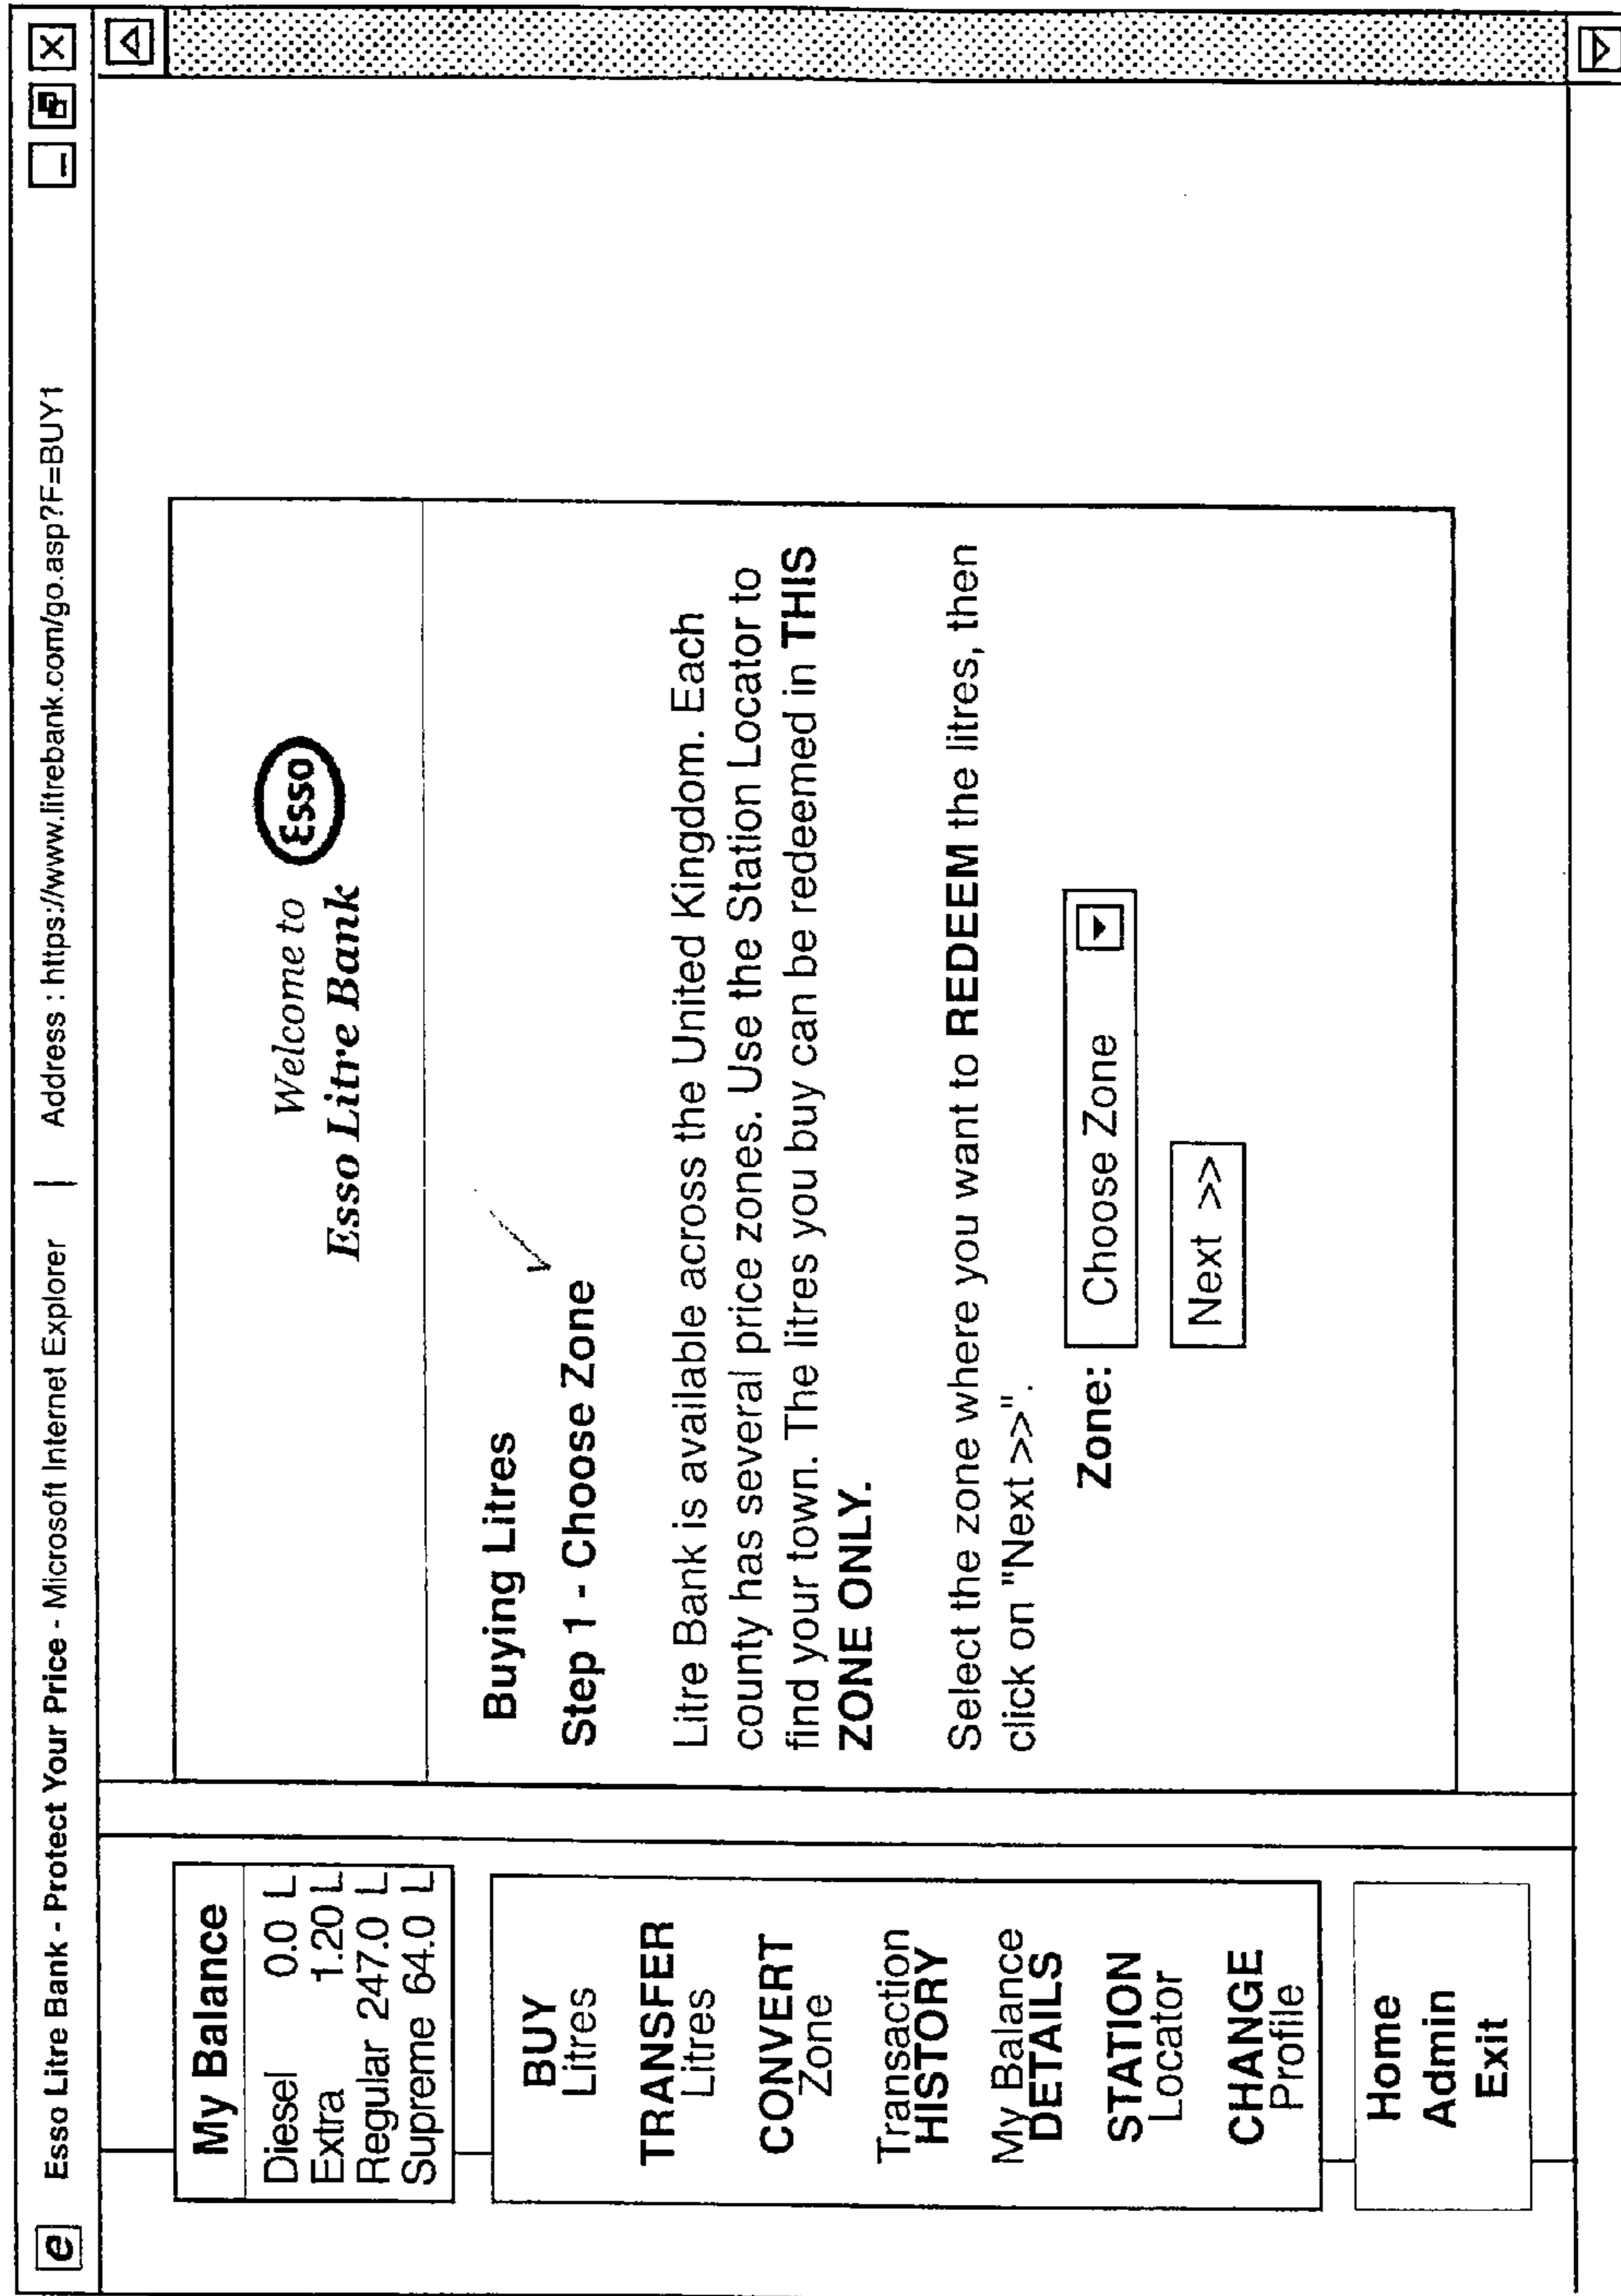 e Esso Litre Bank - Protect Your Price - Microsoft Internet Explorer | Address : https://www.litrebank.com/go.asp?F=BUY1
My Balance
Diesel 0.0 L
Extra 1.20 L
Regular 247.0 L
Supreme 64.0 L
BUY
Litres
TRANSFER
Litres
CONVERT
Zone
Transaction
HISTORY
My Balance
DETAILS
STATION
Locator
CHANGE
Profile
Home
Admin
Exit
Welcome to
Esso Litre Bank
Esso
Buying Litres
Step 1 - Choose Zone
Litre Bank is available across the United Kingdom. Each
county has several price zones. Use the Station Locator to
find your town. The litres you buy can be redeemed in THIS
ZONE ONLY.
Select the zone where you want to REDEEM the litres, then
click on "Next >>".
Zone: Choose Zone
Next >>